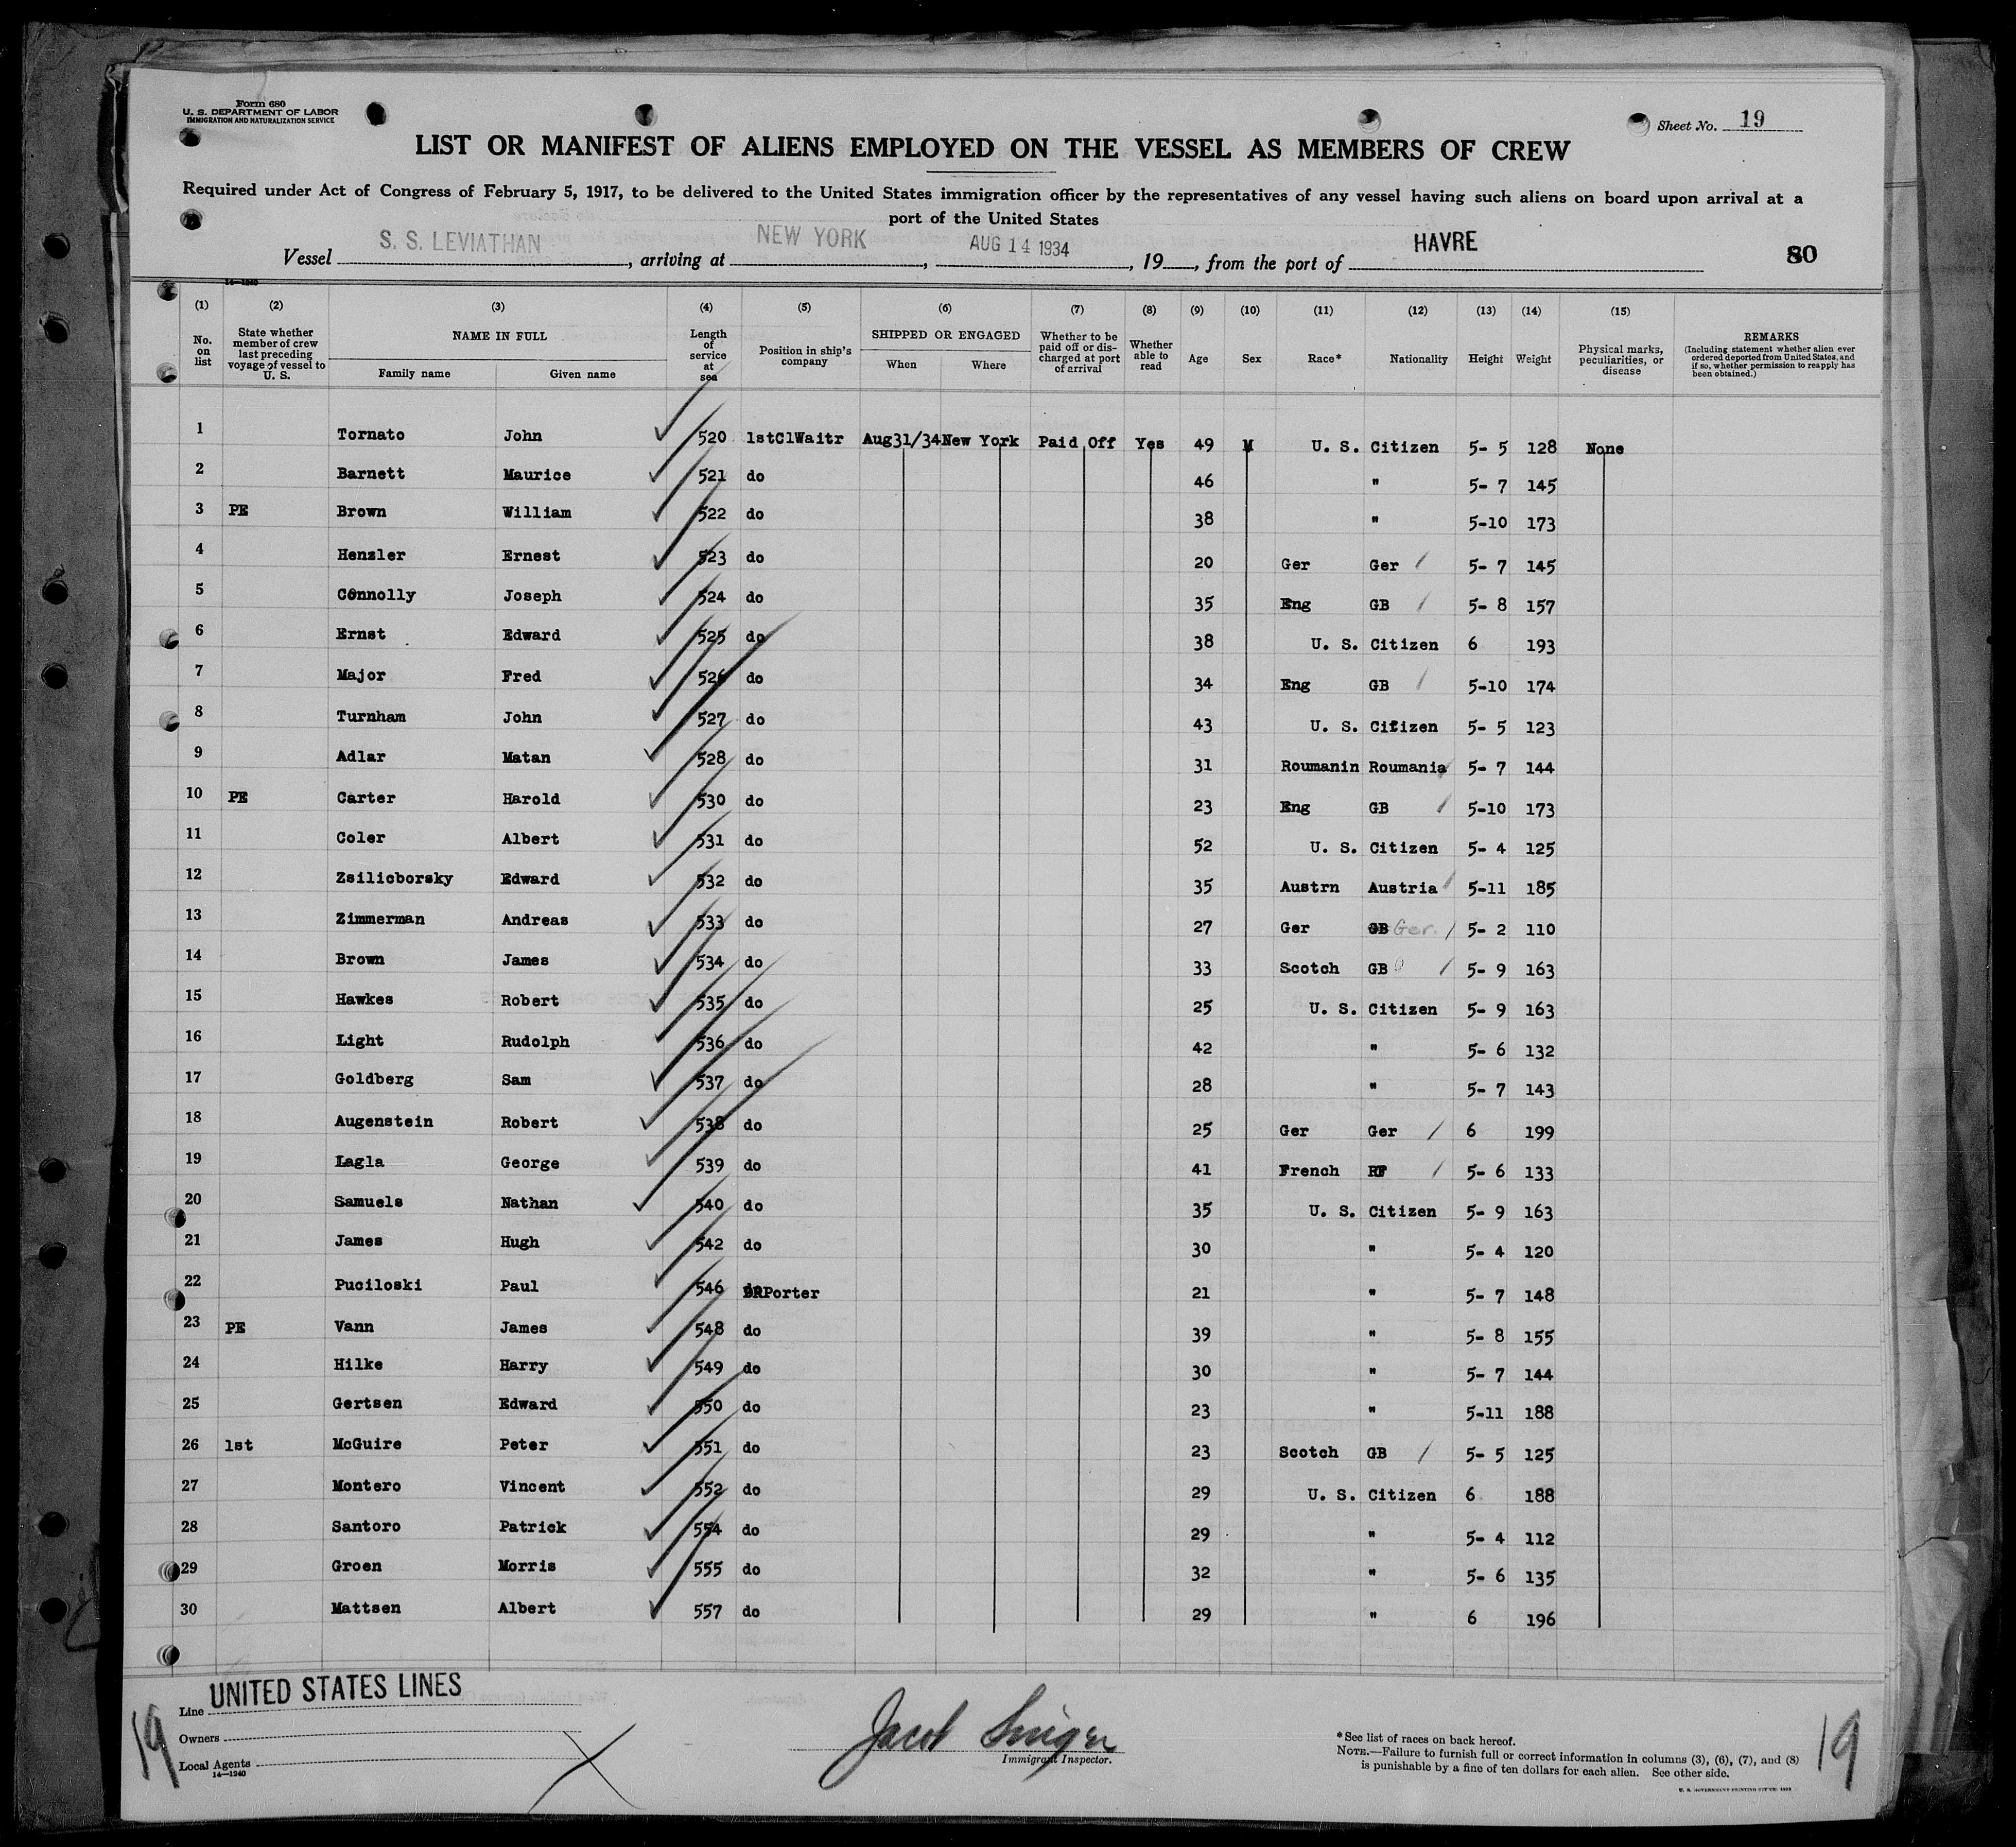 Form 680
U. S. DEPARTMENT OF LABOR
IMMIGRATION AND NATURALIZATION SERVICE
Sheet No. 19
LIST OR MANIFEST OF ALIENS EMPLOYED ON THE VESSEL AS MEMBERS OF CREW
Required under Act of Congress of February 5, 1917, to be delivered to the United States immigration officer by the representatives of any vessel having such aliens on board upon arrival at a
port of the United States
Vessel S. S. LEVIATHAN, arriving at NEW YORK, AUG 14 1934, 19__, from the port of HAVRE 80
14—1240
(1) (2) (3) (4) (5) (6) (7) (8) (9) (10) (11) (12) (13) (14) (15)
No. on list State whether member of crew last preceding voyage of vessel to U. S. NAME IN FULL Family name Given name Length of service at sea Position in ship's company SHIPPED OR ENGAGED When Where Whether to be paid off or discharged at port of arrival Whether able to read Age Sex Race* Nationality Height Weight Physical marks, peculiarities, or disease REMARKS (Including statement whether alien ever ordered deported from United States, and if so, whether permission to reapply has been obtained.)
1 Tornato John 520 1stClWaitr Aug31/34 New York Paid Off Yes 49 M U. S. Citizen 5- 5 128 None
2 Barnett Maurice 521 do 46 " 5- 7 145
3 PE Brown William 522 do 38 " 5-10 173
4 Henzler Ernest 523 do 20 Ger Ger 5- 7 145
5 Connolly Joseph 524 do 35 Eng GB 5- 8 157
6 Ernst Edward 525 do 38 U. S. Citizen 6 193
7 Major Fred 526 do 34 Eng GB 5-10 174
8 Turnham John 527 do 43 U. S. Citizen 5- 5 123
9 Adlar Matan 528 do 31 Roumanin Roumania 5- 7 144
10 PE Carter Harold 530 do 23 Eng GB 5-10 173
11 Coler Albert 531 do 52 U. S. Citizen 5- 4 125
12 Zsilicborsky Edward 532 do 35 Austrn Austria 5-11 185
13 Zimmerman Andreas 533 do 27 Ger GB Ger. 5- 2 110
14 Brown James 534 do 33 Scotch GB 5- 9 163
15 Hawkes Robert 535 do 25 U. S. Citizen 5- 9 163
16 Light Rudolph 536 do 42 " 5- 6 132
17 Goldberg Sam 537 do 28 " 5- 7 143
18 Augenstein Robert 538 do 25 Ger Ger 6 199
19 Lagla George 539 do 41 French RF 5- 6 133
20 Samuels Nathan 540 do 35 U. S. Citizen 5- 9 163
21 James Hugh 542 do 30 " 5- 4 120
22 Puciloski Paul 546 DRPorter 21 " 5- 7 148
23 PE Vann James 548 do 39 " 5- 8 155
24 Hilke Harry 549 do 30 " 5- 7 144
25 Gertsen Edward 550 do 23 " 5-11 188
26 1st McGuire Peter 551 do 23 Scotch GB 5- 5 125
27 Montero Vincent 552 do 29 U. S. Citizen 6 188
28 Santoro Patrick 554 do 29 " 5- 4 112
29 Groen Morris 555 do 32 " 5- 6 135
30 Mattsen Albert 557 do 29 " 6 196
Line UNITED STATES LINES
Owners
Local Agents
14—1240
19
Jacob Singer
Immigrant Inspector.
*See list of races on back hereof.
NOTE.—Failure to furnish full or correct information in columns (3), (6), (7), and (8)
is punishable by a fine of ten dollars for each alien. See other side.
19